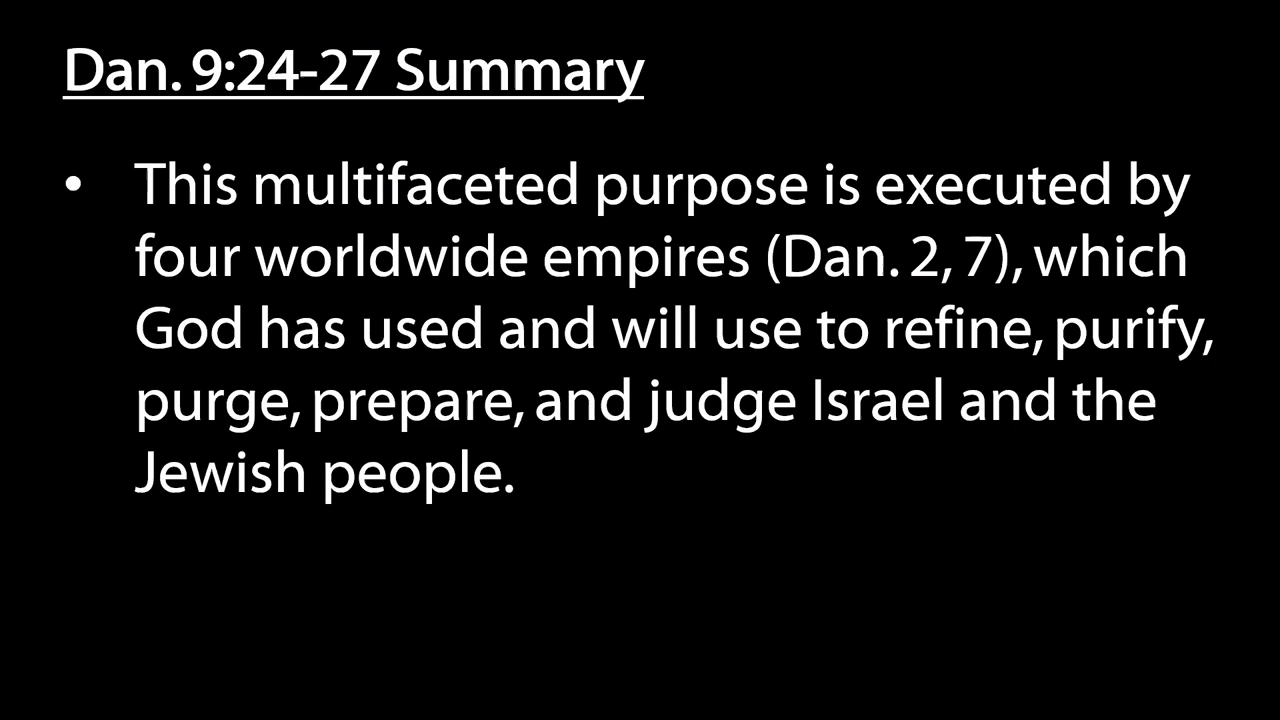 Dan. 9:24-27 Summary
• This multifaceted purpose is executed by
four worldwide empires (Dan. 2, 7), which
God has used and will use to refine, purify,
purge, prepare, and judge Israel and the
Jewish people.